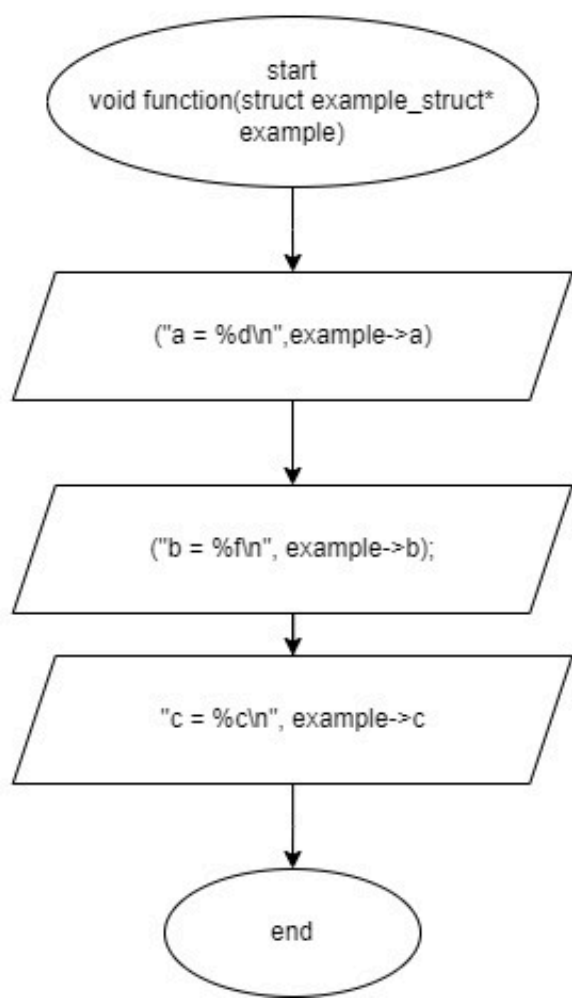 start
void function(struct example_struct*
example)
("a = %d\n",example->a)
("b = %f\n", example->b);
"c = %c\n", example->c
end